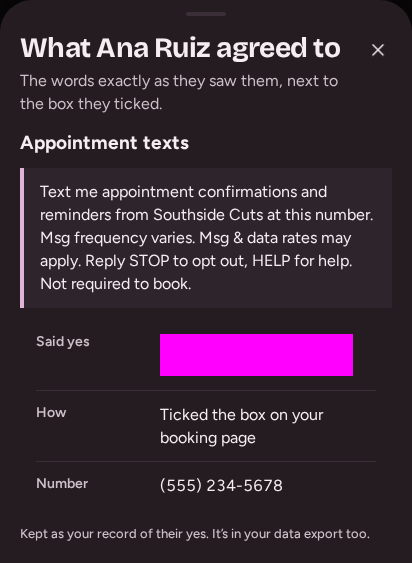 What Ana Ruiz agreed to
The words exactly as they saw them, next to
the box they ticked.
Appointment texts
Text me appointment confirmations and
reminders from Southside Cuts at this number.
Msg frequency varies. Msg & data rates may
apply. Reply STOP to opt out, HELP for help.
Not required to book.
Said yes
How
Ticked the box on your
booking page
Number
(555) 234-5678
Kept as your record of their yes. It’s in your data export too.